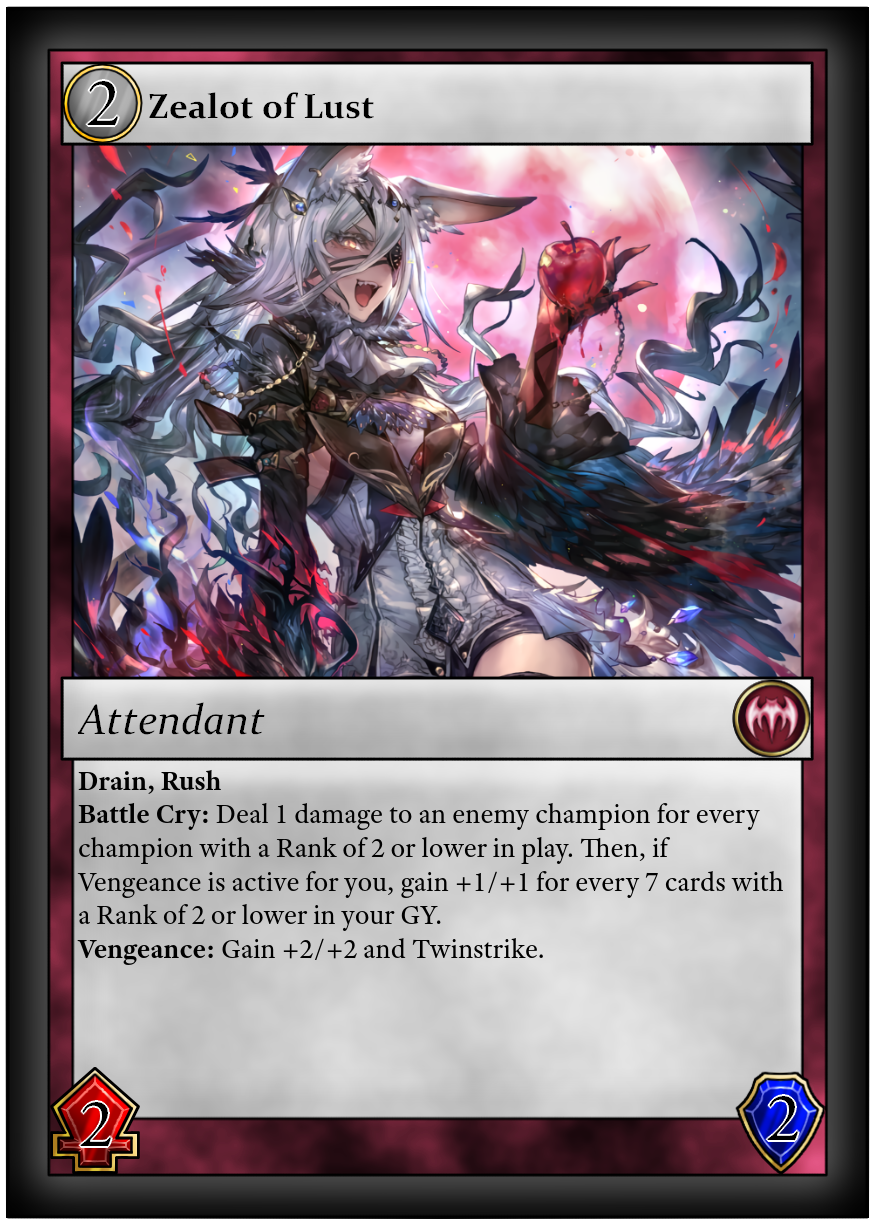 2 Zealot of Lust
Attendant
Drain, Rush
Battle Cry: Deal 1 damage to an enemy champion for every
champion with a Rank of 2 or lower in play. Then, if
Vengeance is active for you, gain +1/+1 for every 7 cards with
a Rank of 2 or lower in your GY.
Vengeance: Gain +2/+2 and Twinstrike.
2 2